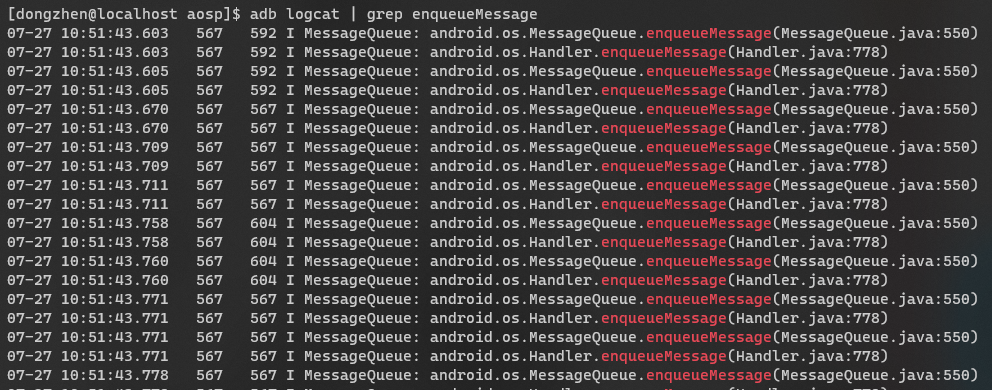 [dongzhen@localhost aosp]$ adb logcat | grep enqueueMessage
07-27 10:51:43.603   567   592 I MessageQueue: android.os.MessageQueue.enqueueMessage(MessageQueue.java:550)
07-27 10:51:43.603   567   592 I MessageQueue: android.os.Handler.enqueueMessage(Handler.java:778)
07-27 10:51:43.605   567   592 I MessageQueue: android.os.MessageQueue.enqueueMessage(MessageQueue.java:550)
07-27 10:51:43.605   567   592 I MessageQueue: android.os.Handler.enqueueMessage(Handler.java:778)
07-27 10:51:43.670   567   567 I MessageQueue: android.os.MessageQueue.enqueueMessage(MessageQueue.java:550)
07-27 10:51:43.670   567   567 I MessageQueue: android.os.Handler.enqueueMessage(Handler.java:778)
07-27 10:51:43.709   567   567 I MessageQueue: android.os.MessageQueue.enqueueMessage(MessageQueue.java:550)
07-27 10:51:43.709   567   567 I MessageQueue: android.os.Handler.enqueueMessage(Handler.java:778)
07-27 10:51:43.711   567   567 I MessageQueue: android.os.MessageQueue.enqueueMessage(MessageQueue.java:550)
07-27 10:51:43.711   567   567 I MessageQueue: android.os.Handler.enqueueMessage(Handler.java:778)
07-27 10:51:43.758   567   604 I MessageQueue: android.os.MessageQueue.enqueueMessage(MessageQueue.java:550)
07-27 10:51:43.758   567   604 I MessageQueue: android.os.Handler.enqueueMessage(Handler.java:778)
07-27 10:51:43.760   567   604 I MessageQueue: android.os.MessageQueue.enqueueMessage(MessageQueue.java:550)
07-27 10:51:43.760   567   604 I MessageQueue: android.os.Handler.enqueueMessage(Handler.java:778)
07-27 10:51:43.771   567   567 I MessageQueue: android.os.MessageQueue.enqueueMessage(MessageQueue.java:550)
07-27 10:51:43.771   567   567 I MessageQueue: android.os.Handler.enqueueMessage(Handler.java:778)
07-27 10:51:43.771   567   567 I MessageQueue: android.os.MessageQueue.enqueueMessage(MessageQueue.java:550)
07-27 10:51:43.771   567   567 I MessageQueue: android.os.Handler.enqueueMessage(Handler.java:778)
07-27 10:51:43.778   567   567 I MessageQueue: android.os.MessageQueue.enqueueMessage(MessageQueue.java:550)